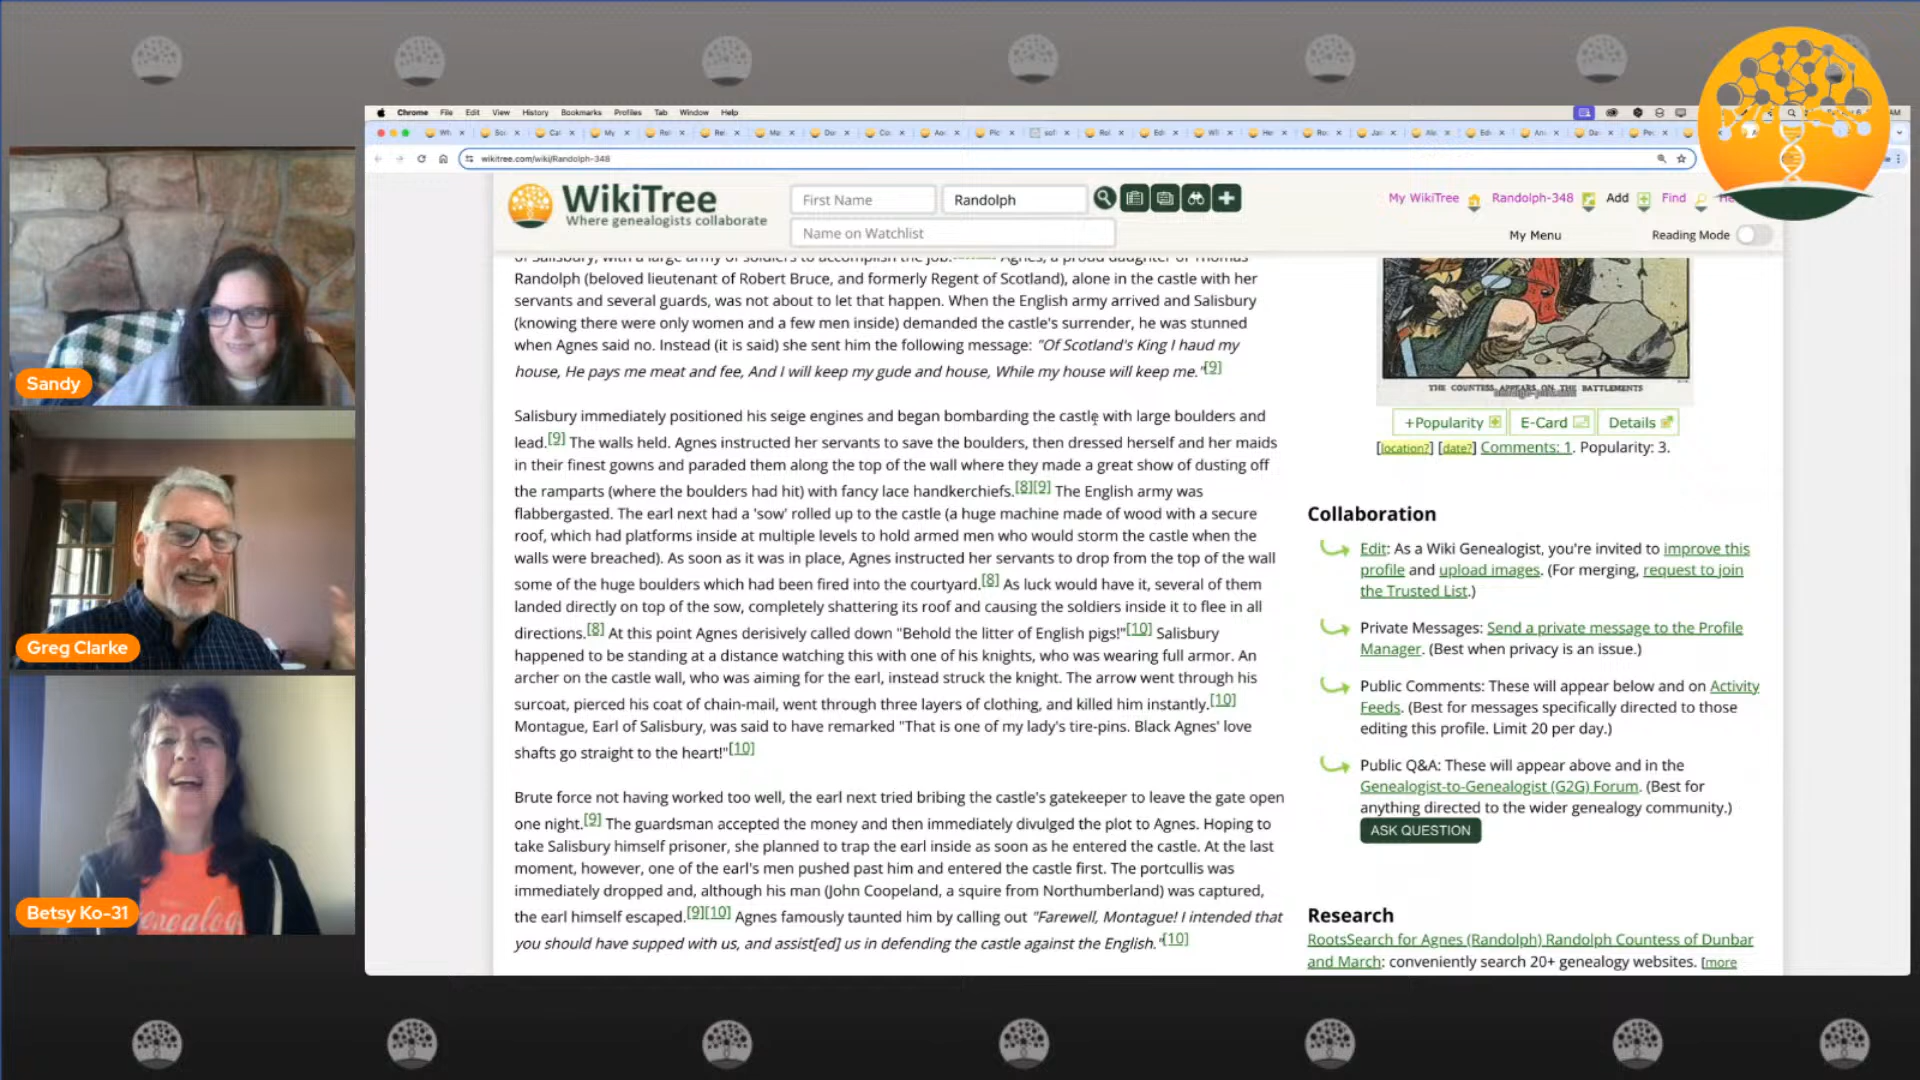 Chrome File Edit View History Bookmarks Profiles Tab Window Help
wikitree.com/wiki/Randolph-348
WikiTree
Where genealogists collaborate
First Name
Randolph
Name on Watchlist
My WikiTree Randolph-348 Add Find
My Menu
Reading Mode
of Salisbury, with a large army of soldiers to accomplish the job. Agnes, a proud daughter of Thomas
Randolph (beloved lieutenant of Robert Bruce, and formerly Regent of Scotland), alone in the castle with her
servants and several guards, was not about to let that happen. When the English army arrived and Salisbury
(knowing there were only women and a few men inside) demanded the castle's surrender, he was stunned
when Agnes said no. Instead (it is said) she sent him the following message: "Of Scotland's King I haud my
house, He pays me meat and fee, And I will keep my gude and house, While my house will keep me."[9]
Salisbury immediately positioned his seige engines and began bombarding the castle with large boulders and
lead.[9] The walls held. Agnes instructed her servants to save the boulders, then dressed herself and her maids
in their finest gowns and paraded them along the top of the wall where they made a great show of dusting off
the ramparts (where the boulders had hit) with fancy lace handkerchiefs.[8][9] The English army was
flabbergasted. The earl next had a 'sow' rolled up to the castle (a huge machine made of wood with a secure
roof, which had platforms inside at multiple levels to hold armed men who would storm the castle when the
walls were breached). As soon as it was in place, Agnes instructed her servants to drop from the top of the wall
some of the huge boulders which had been fired into the courtyard.[8] As luck would have it, several of them
landed directly on top of the sow, completely shattering its roof and causing the soldiers inside it to flee in all
directions.[8] At this point Agnes derisively called down "Behold the litter of English pigs!"[10] Salisbury
happened to be standing at a distance watching this with one of his knights, who was wearing full armor. An
archer on the castle wall, who was aiming for the earl, instead struck the knight. The arrow went through his
surcoat, pierced his coat of chain-mail, went through three layers of clothing, and killed him instantly.[10]
Montague, Earl of Salisbury, was said to have remarked "That is one of my lady's tire-pins. Black Agnes' love
shafts go straight to the heart!"[10]
Brute force not having worked too well, the earl next tried bribing the castle's gatekeeper to leave the gate open
one night.[9] The guardsman accepted the money and then immediately divulged the plot to Agnes. Hoping to
take Salisbury himself prisoner, she planned to trap the earl inside as soon as he entered the castle. At the last
moment, however, one of the earl's men pushed past him and entered the castle first. The portcullis was
immediately dropped and, although his man (John Coopeland, a squire from Northumberland) was captured,
the earl himself escaped.[9][10] Agnes famously taunted him by calling out "Farewell, Montague! I intended that
you should have supped with us, and assist[ed] us in defending the castle against the English."[10]
THE COUNTESS APPEARS ON THE BATTLEMENTS
+Popularity E-Card Details
[location?] [date?] Comments: 1. Popularity: 3.
Collaboration
Edit: As a Wiki Genealogist, you're invited to improve this
profile and upload images. (For merging, request to join
the Trusted List.)
Private Messages: Send a private message to the Profile
Manager. (Best when privacy is an issue.)
Public Comments: These will appear below and on Activity
Feeds. (Best for messages specifically directed to those
editing this profile. Limit 20 per day.)
Public Q&A: These will appear above and in the
Genealogist-to-Genealogist (G2G) Forum. (Best for
anything directed to the wider genealogy community.)
ASK QUESTION
Research
RootsSearch for Agnes (Randolph) Randolph Countess of Dunbar
and March: conveniently search 20+ genealogy websites. [more
Sandy
Greg Clarke
Betsy Ko-31